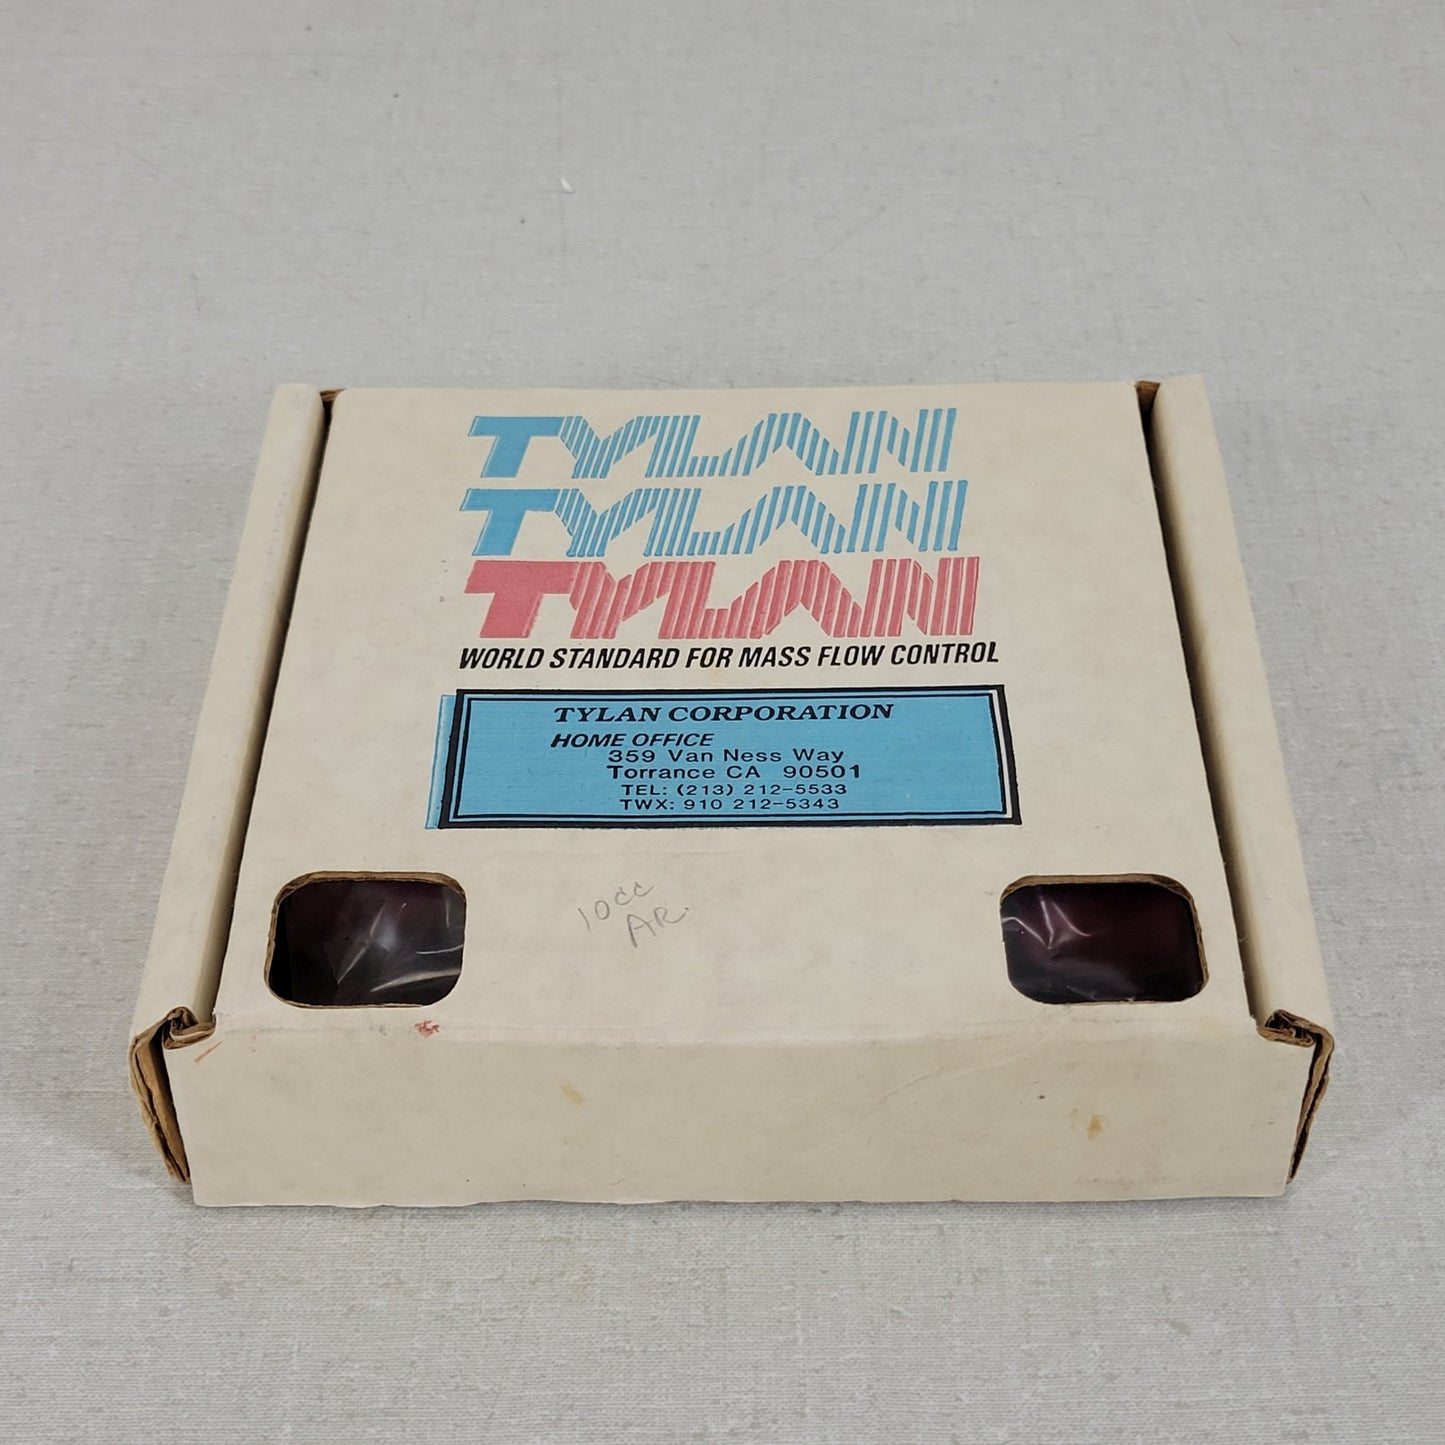 TYLAN
TYLAN
TYLAN
WORLD STANDARD FOR MASS FLOW CONTROL
TYLAN CORPORATION
HOME OFFICE
359 Van Ness Way
Torrance CA 90501
TEL: (213) 212-5533
TWX: 910 212-5343
10cc
AR.